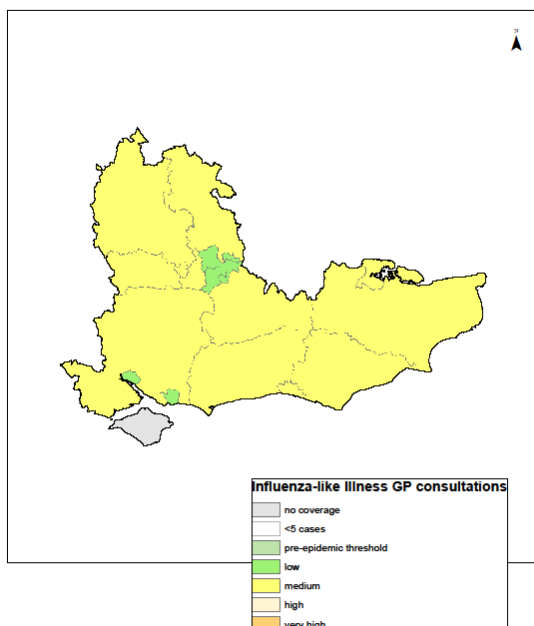 N
Influenza-like Illness GP consultations
no coverage
<5 cases
pre-epidemic threshold
low
medium
high
very high